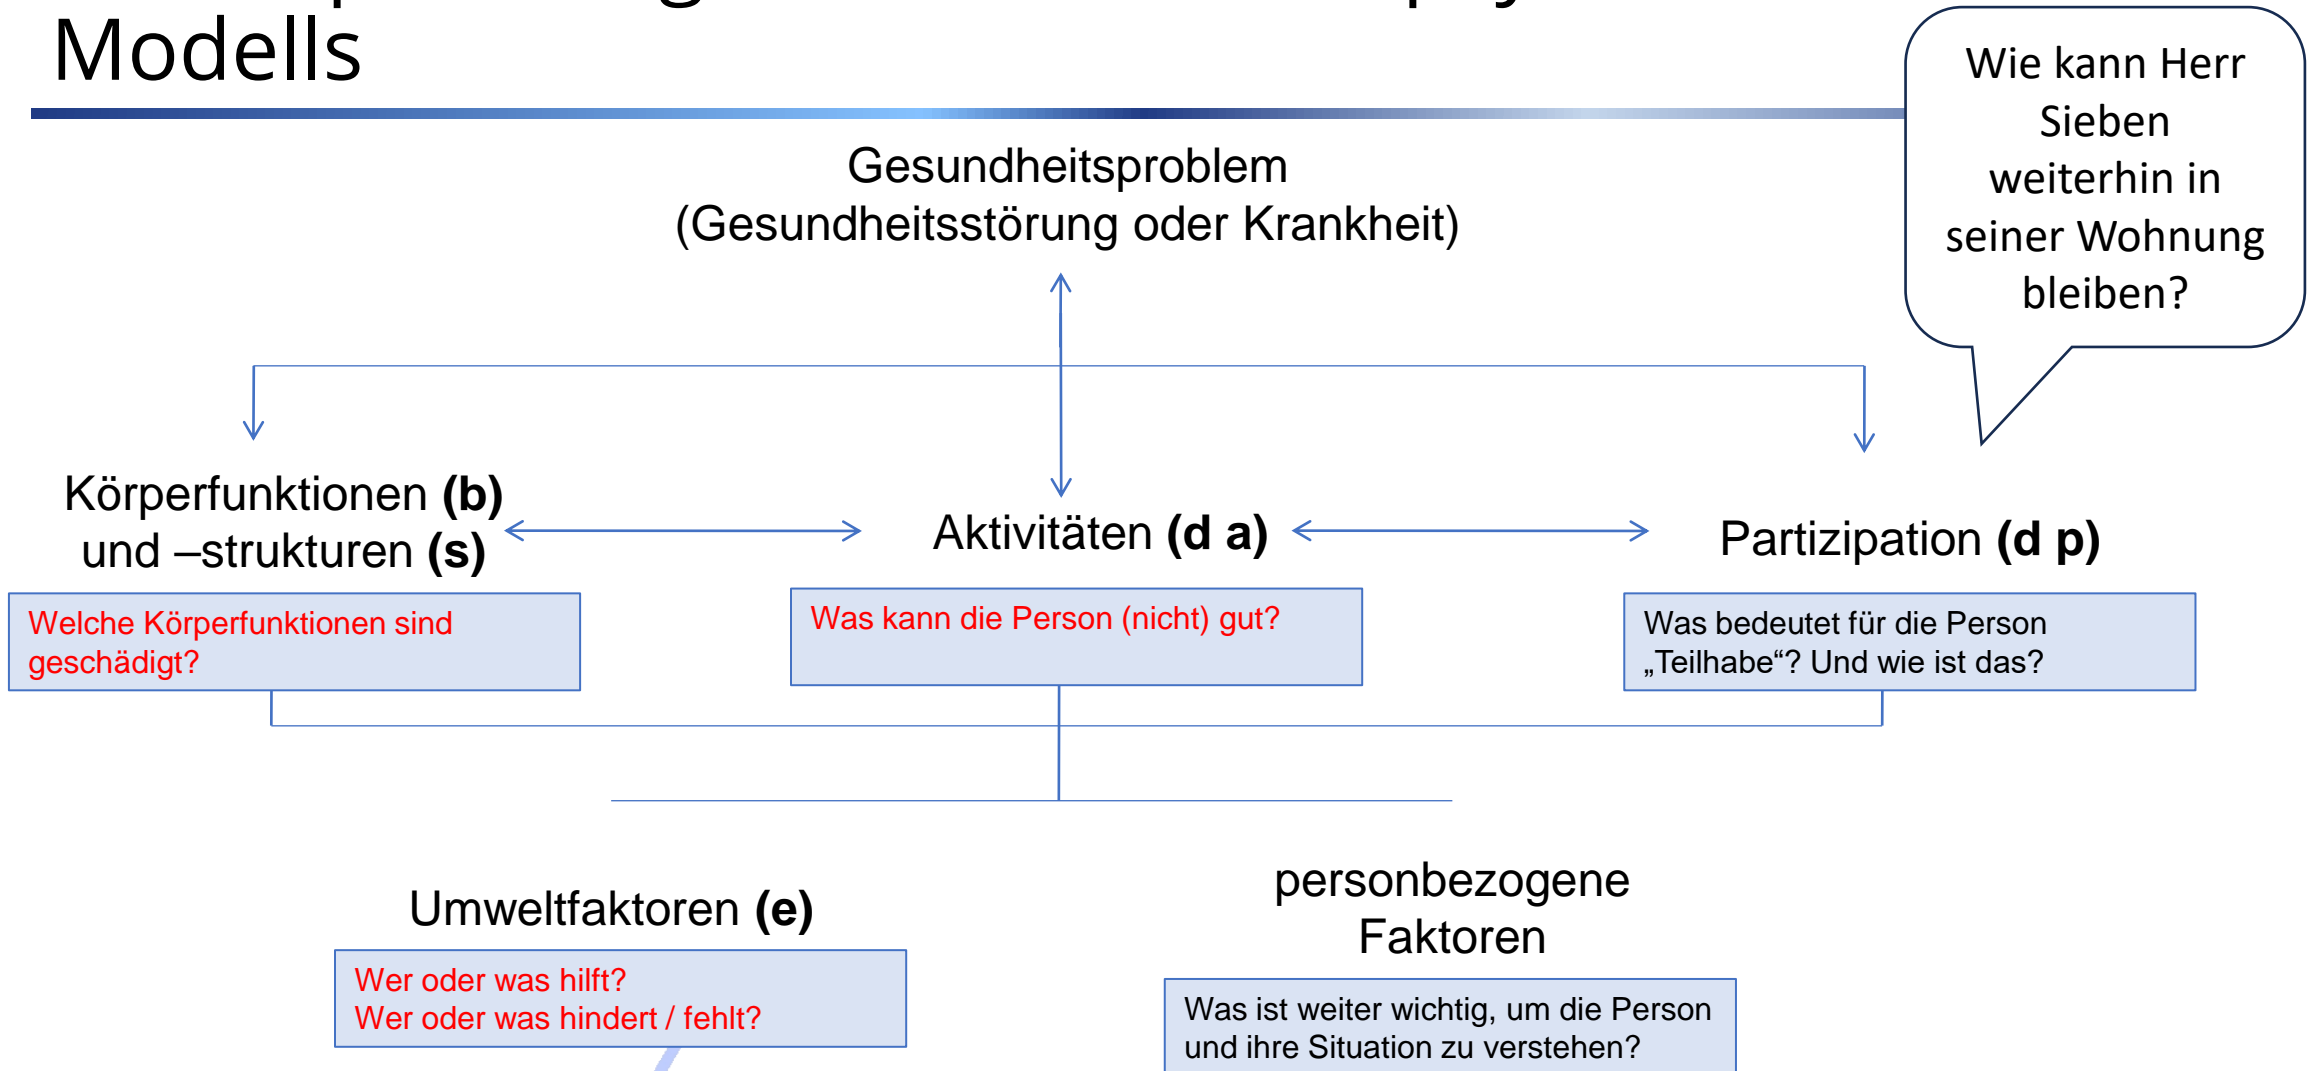 Modells
Wie kann Herr
Sieben
weiterhin in
seiner Wohnung
bleiben?
Gesundheitsproblem
(Gesundheitsstörung oder Krankheit)
Körperfunktionen (b)
und –strukturen (s)
Aktivitäten (d a)
Partizipation (d p)
Welche Körperfunktionen sind
geschädigt?
Was kann die Person (nicht) gut?
Was bedeutet für die Person
„Teilhabe“? Und wie ist das?
Umweltfaktoren (e)
personbezogene
Faktoren
Wer oder was hilft?
Wer oder was hindert / fehlt?
Was ist weiter wichtig, um die Person
und ihre Situation zu verstehen?